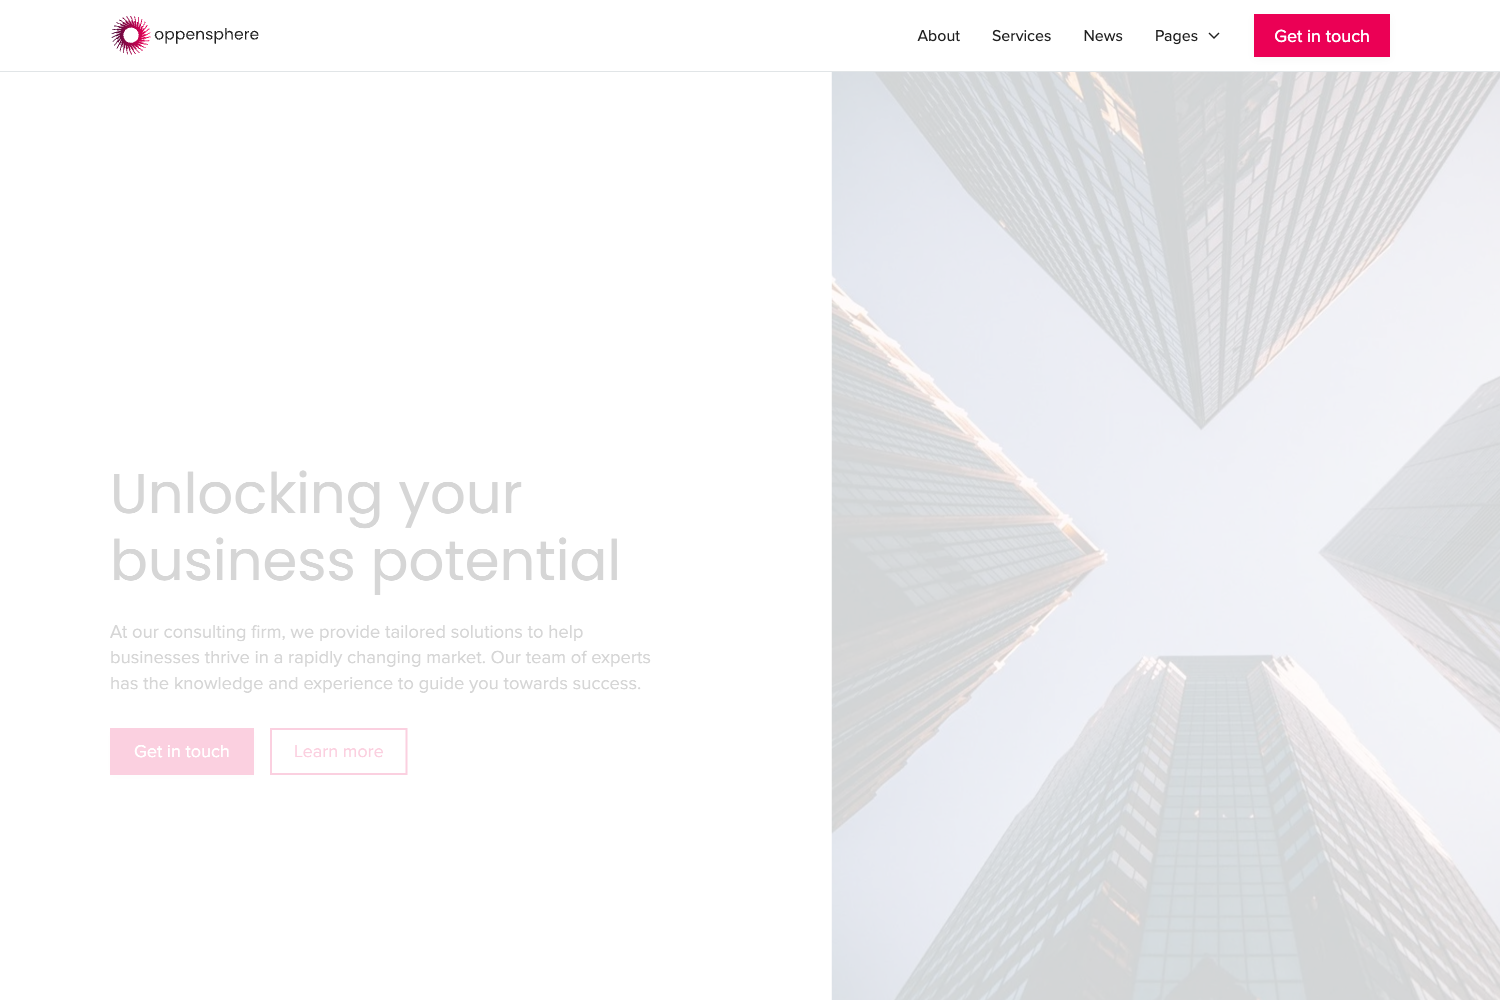 oppensphere
About Services News Pages Get in touch
Unlocking your
business potential
At our consulting firm, we provide tailored solutions to help
businesses thrive in a rapidly changing market. Our team of experts
has the knowledge and experience to guide you towards success.
Get in touch Learn more